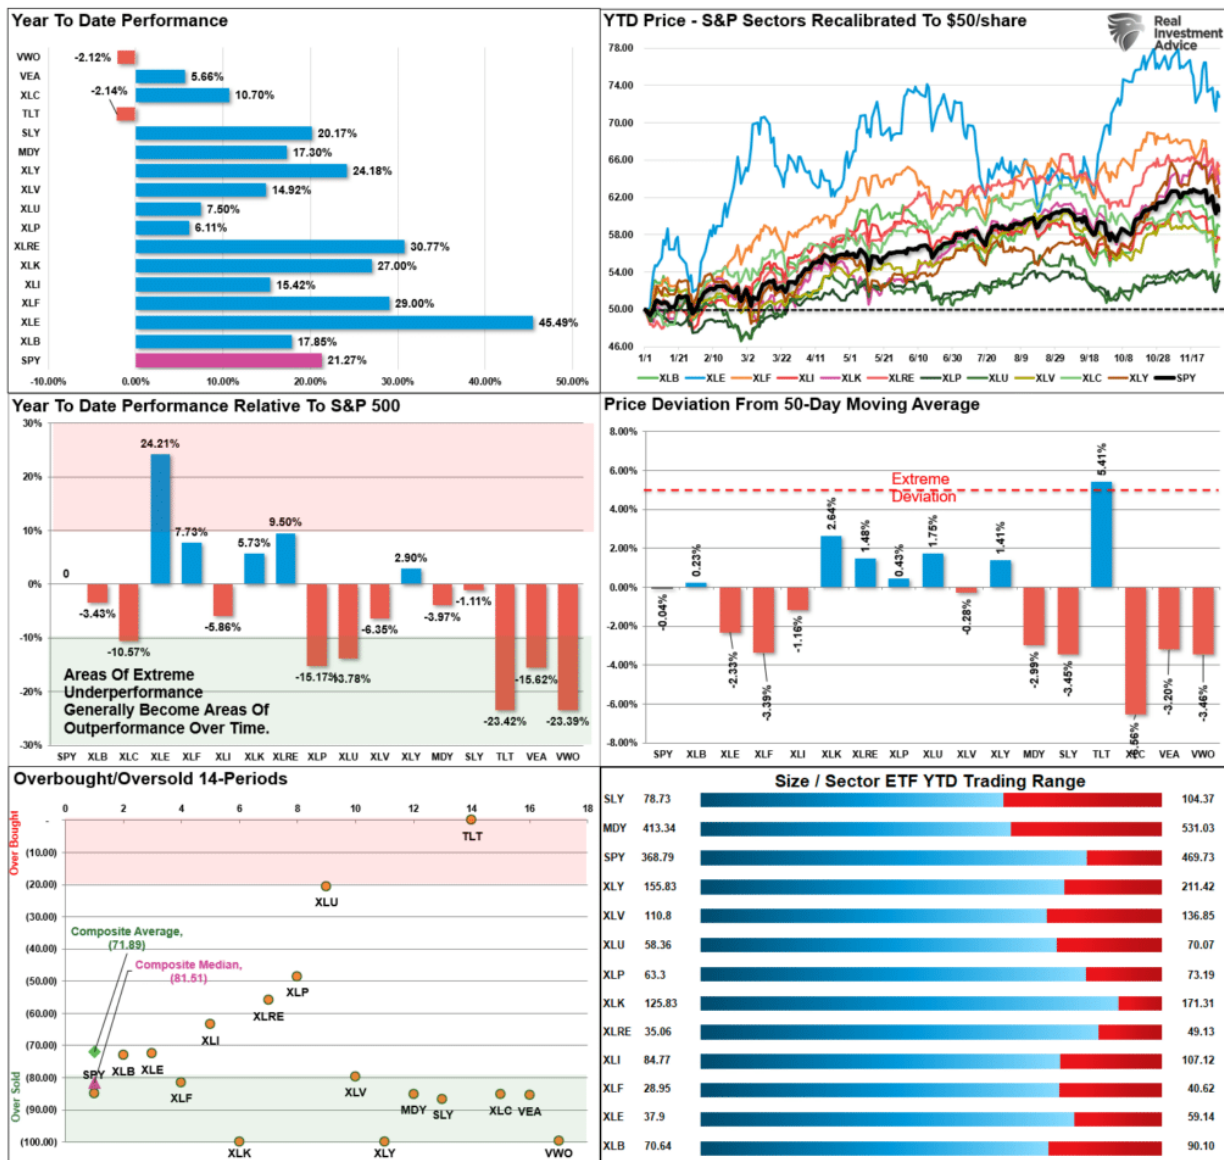 Year To Date Performance
VWO -2.12%
VEA 5.66%
XLC 10.70%
TLT -2.14%
SLY 20.17%
MDY 17.30%
XLY 24.18%
XLV 14.92%
XLU 7.50%
XLP 6.11%
XLRE 30.77%
XLK 27.00%
XLI 15.42%
XLF 29.00%
XLE 45.49%
XLB 17.85%
SPY 21.27%
-10.00% 0.00% 10.00% 20.00% 30.00% 40.00% 50.00%
YTD Price - S&P Sectors Recalibrated To $50/share
Real
Investment
Advice
78.00
74.00
70.00
66.00
62.00
58.00
54.00
50.00
46.00
1/1 1/21 2/10 3/2 3/22 4/11 5/1 5/21 6/10 6/30 7/20 8/9 8/29 9/18 10/8 10/28 11/17
XLB XLE XLF XLI XLK XLRE XLP XLU XLV XLC XLY SPY
Year To Date Performance Relative To S&P 500
30%
20%
10%
0%
-10%
-20%
-30%
0
-3.43%
-10.57%
24.21%
7.73%
-5.86%
5.73%
9.50%
-15.17%
-13.78%
-6.35%
2.90%
-3.97%
-1.11%
-23.42%
-15.62%
-23.39%
Areas Of Extreme
Underperformance
Generally Become Areas Of
Outperformance Over Time.
SPY XLB XLC XLE XLF XLI XLK XLRE XLP XLU XLV XLY MDY SLY TLT VEA VWO
Price Deviation From 50-Day Moving Average
8.00%
6.00%
4.00%
2.00%
0.00%
-2.00%
-4.00%
-6.00%
-8.00%
Extreme
Deviation
-0.04%
0.23%
-2.33%
-3.39%
-1.16%
2.64%
1.48%
0.43%
1.75%
-0.28%
1.41%
-2.99%
-3.45%
5.41%
-6.56%
-3.20%
-3.46%
SPY XLB XLE XLF XLI XLK XLRE XLP XLU XLV XLY MDY SLY TLT XLC VEA VWO
Overbought/Oversold 14-Periods
0 2 4 6 8 10 12 14 16 18
Over Bought
Over Sold
-
(10.00)
(20.00)
(30.00)
(40.00)
(50.00)
(60.00)
(70.00)
(80.00)
(90.00)
(100.00)
TLT
XLU
Composite Average,
(71.89)
Composite Median,
(81.51)
XLP
XLRE
XLI
SPY
XLB
XLE
XLF
XLV
MDY
SLY
XLC
VEA
XLK
XLY
VWO
Size / Sector ETF YTD Trading Range
SLY 78.73 104.37
MDY 413.34 531.03
SPY 368.79 469.73
XLY 155.83 211.42
XLV 110.8 136.85
XLU 58.36 70.07
XLP 63.3 73.19
XLK 125.83 171.31
XLRE 35.06 49.13
XLI 84.77 107.12
XLF 28.95 40.62
XLE 37.9 59.14
XLB 70.64 90.10